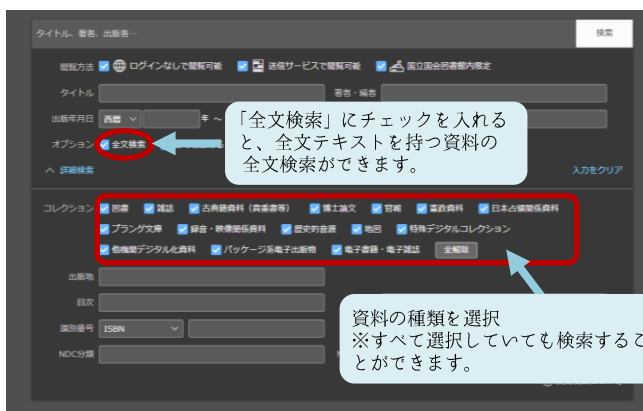 タイトル、著者、出版者…
検索
閲覧方法 ログインなしで閲覧可能 送信サービスで閲覧可能 国立国会図書館内限定
タイトル 著者・編者
出版年月日 西暦 年 ～
オプション 全文検索
「全文検索」にチェックを入れる
と、全文テキストを持つ資料の
全文検索ができます。
詳細検索 入力をクリア
コレクション 図書 雑誌 古典籍資料（貴重書等） 博士論文 官報 憲政資料 日本占領関係資料
プランゲ文庫 録音・映像関係資料 歴史的音源 地図 特殊デジタルコレクション
他機関デジタル化資料 パッケージ系電子出版物 電子書籍・電子雑誌 全解除
出版地
目次
識別番号 ISBN
NDC分類
資料の種類を選択
※すべて選択していても検索するこ
とができます。